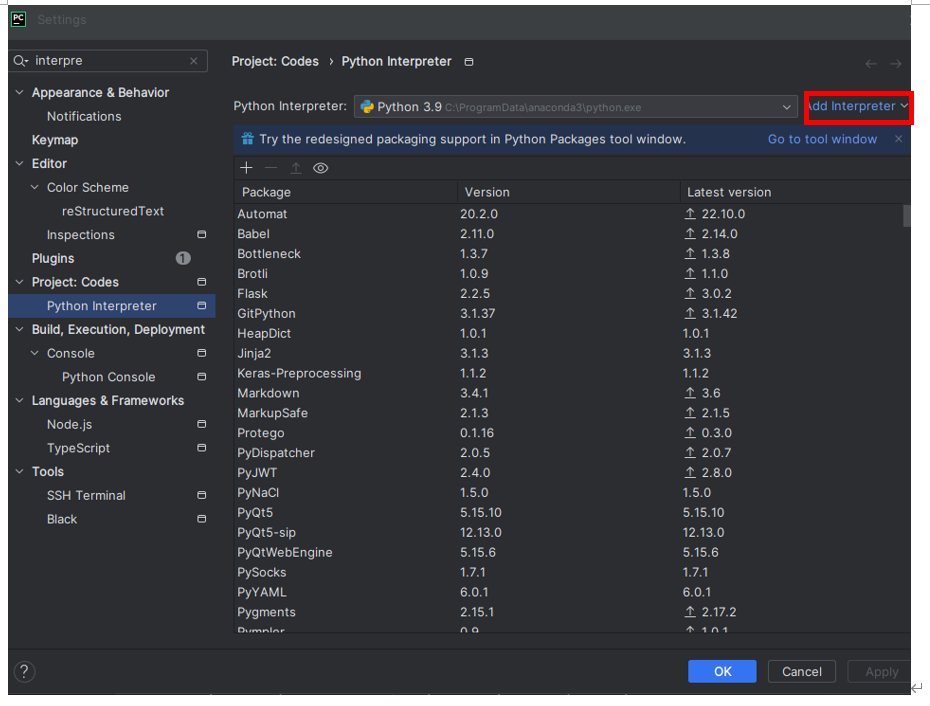 PC Settings
interpre
Appearance & Behavior
Notifications
Keymap
Editor
Color Scheme
reStructuredText
Inspections
Plugins 1
Project: Codes
Python Interpreter
Build, Execution, Deployment
Console
Python Console
Languages & Frameworks
Node.js
TypeScript
Tools
SSH Terminal
Black
Project: Codes › Python Interpreter
Python Interpreter: Python 3.9 C:\ProgramData\anaconda3\python.exe Add Interpreter
Try the redesigned packaging support in Python Packages tool window. Go to tool window
Package Version Latest version
Automat 20.2.0 22.10.0
Babel 2.11.0 2.14.0
Bottleneck 1.3.7 1.3.8
Brotli 1.0.9 1.1.0
Flask 2.2.5 3.0.2
GitPython 3.1.37 3.1.42
HeapDict 1.0.1 1.0.1
Jinja2 3.1.3 3.1.3
Keras-Preprocessing 1.1.2 1.1.2
Markdown 3.4.1 3.6
MarkupSafe 2.1.3 2.1.5
Protego 0.1.16 0.3.0
PyDispatcher 2.0.5 2.0.7
PyJWT 2.4.0 2.8.0
PyNaCl 1.5.0 1.5.0
PyQt5 5.15.10 5.15.10
PyQt5-sip 12.13.0 12.13.0
PyQtWebEngine 5.15.6 5.15.6
PySocks 1.7.1 1.7.1
PyYAML 6.0.1 6.0.1
Pygments 2.15.1 2.17.2
Pympler 0.9 1.0.1
? OK Cancel Apply